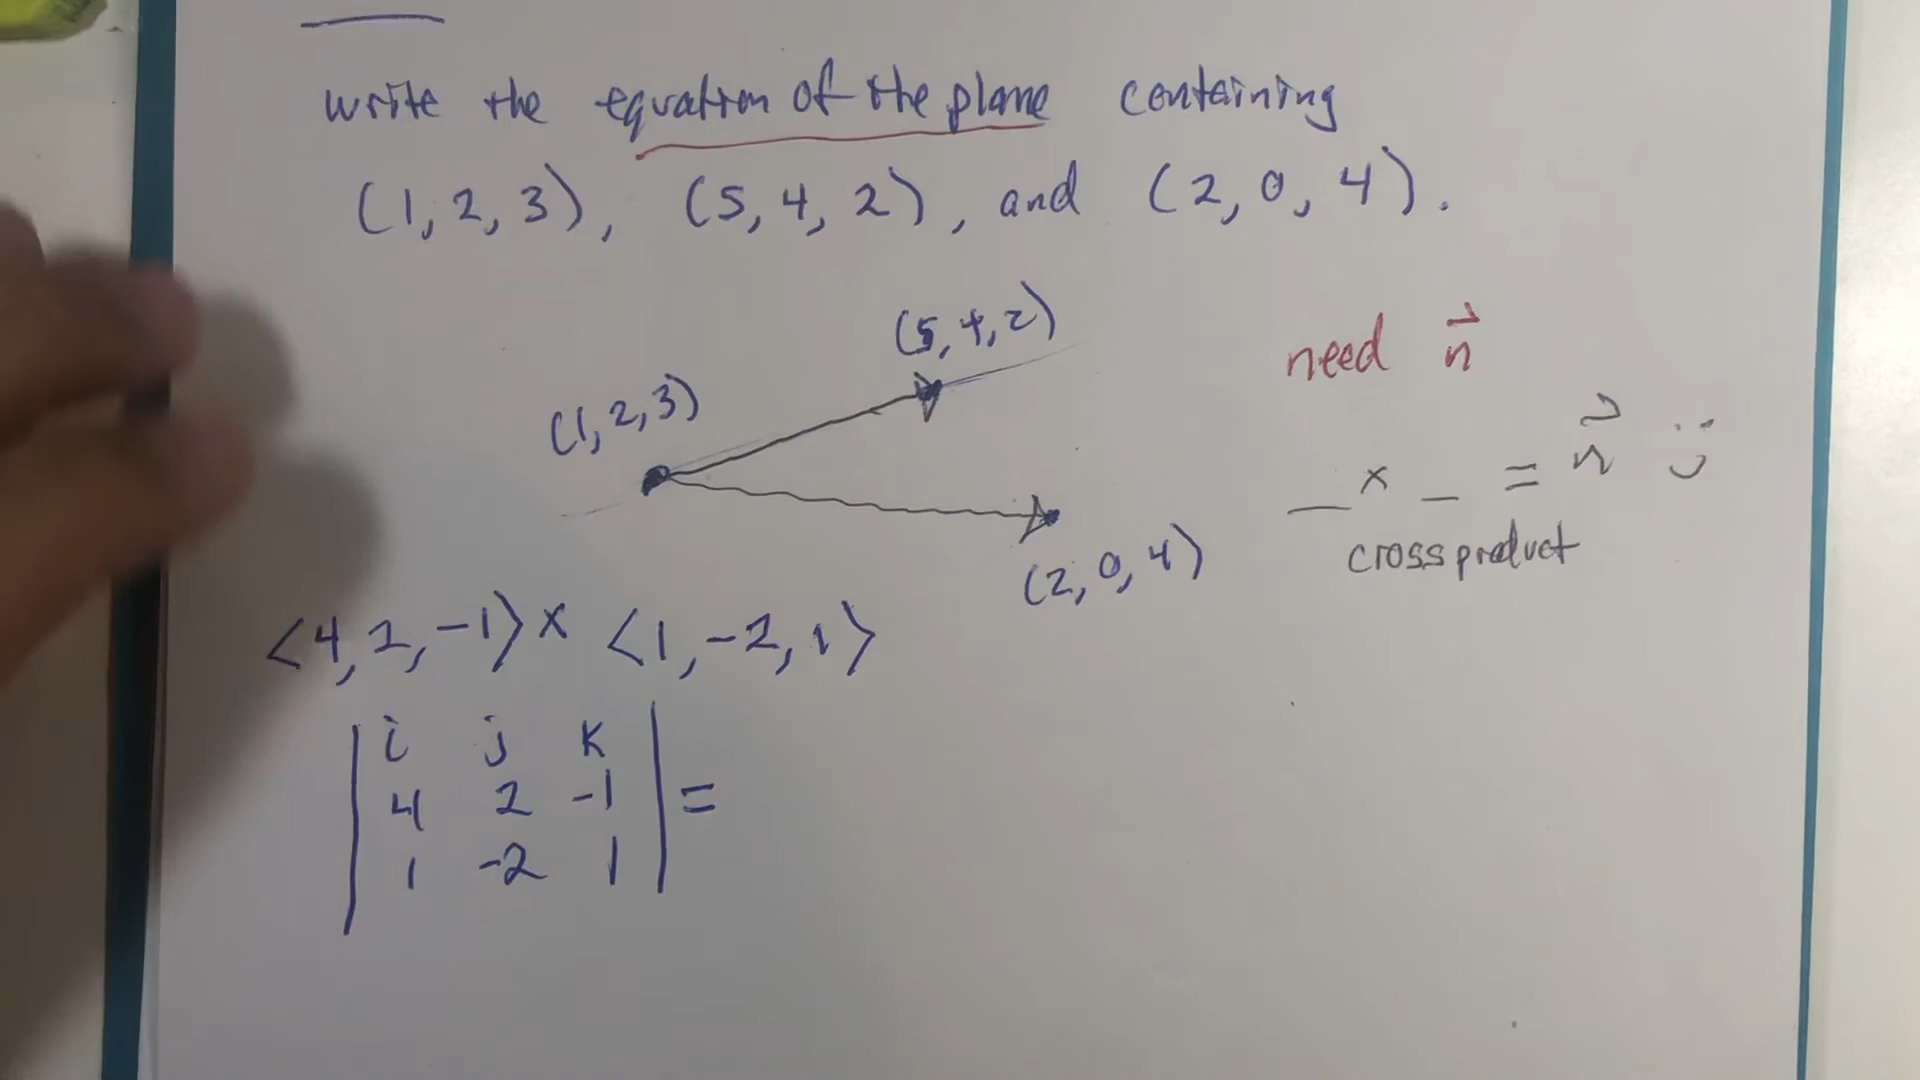 write the equation of the plane containing
(1, 2, 3), (5, 4, 2), and (2, 0, 4).
(5, 4, 2)
(1, 2, 3)
need n⃗
_ × _ = n⃗ :)
cross product
(2, 0, 4)
<4, 2, -1> × <1, -2, 1>
| i j k |
| 4 2 -1 | =
| 1 -2 1 |